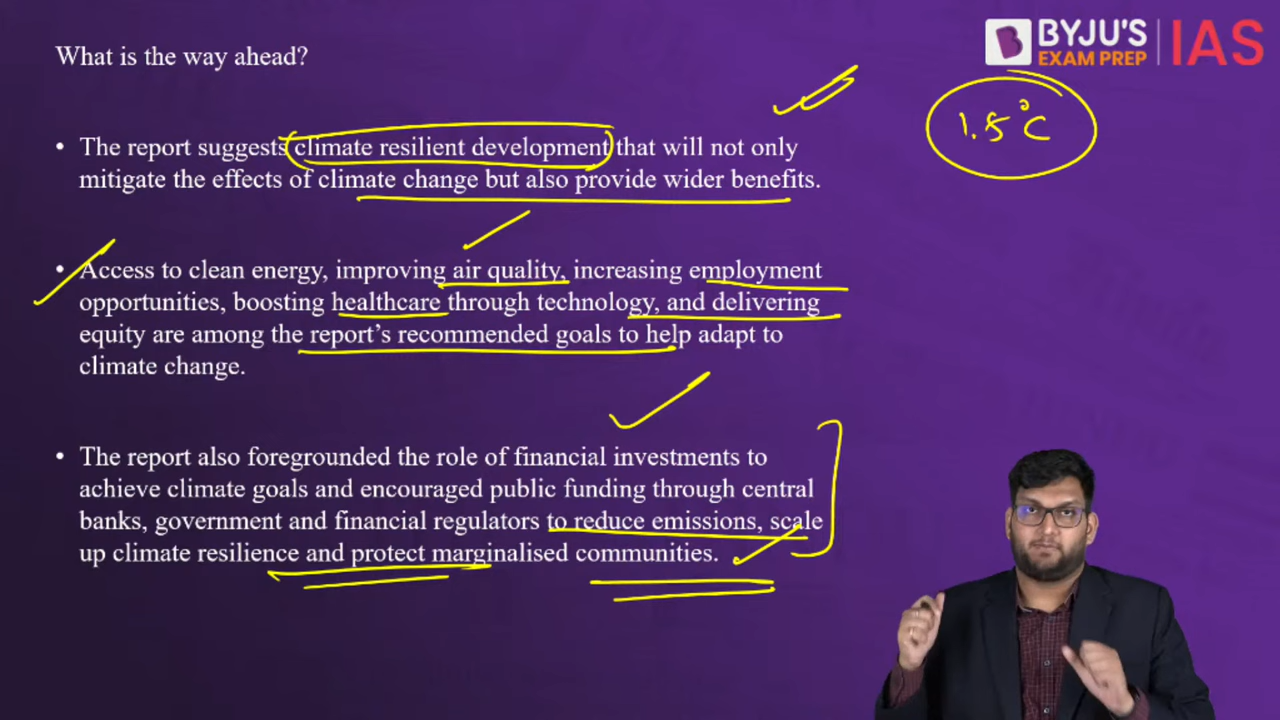 What is the way ahead?
BYJU'S
EXAM PREP
IAS
1.5°C
• The report suggests climate resilient development that will not only
mitigate the effects of climate change but also provide wider benefits.
• Access to clean energy, improving air quality, increasing employment
opportunities, boosting healthcare through technology, and delivering
equity are among the report's recommended goals to help adapt to
climate change.
• The report also foregrounded the role of financial investments to
achieve climate goals and encouraged public funding through central
banks, government and financial regulators to reduce emissions, scale
up climate resilience and protect marginalised communities.